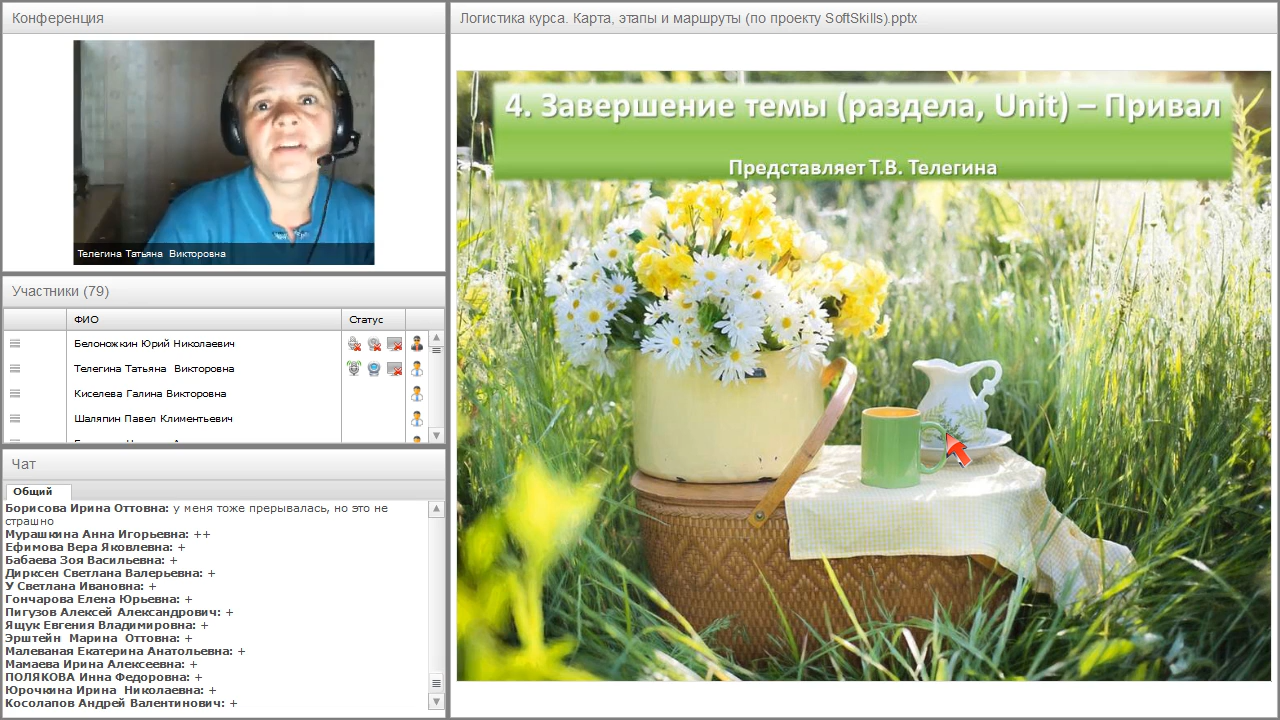 Конференция
Телегина Татьяна Викторовна
Участники (79)
ФИО Статус
Белоножкин Юрий Николаевич
Телегина Татьяна Викторовна
Киселева Галина Викторовна
Шаляпин Павел Климентьевич
Чат
Общий
Борисова Ирина Оттовна: у меня тоже прерывалась, но это не
страшно
Мурашкина Анна Игорьевна: ++
Ефимова Вера Яковлевна: +
Бабаева Зоя Васильевна: +
Дирксен Светлана Валерьевна: +
У Светлана Ивановна: +
Гончарова Елена Юрьевна: +
Пигузов Алексей Александрович: +
Ящук Евгения Владимировна: +
Эрштейн Марина Оттовна: +
Малеваная Екатерина Анатольевна: +
Мамаева Ирина Алексеевна: +
ПОЛЯКОВА Инна Федоровна: +
Юрочкина Ирина Николаевна: +
Косолапов Андрей Валентинович: +
Логистика курса. Карта, этапы и маршруты (по проекту SoftSkills).pptx
4. Завершение темы (раздела, Unit) – Привал
Представляет Т.В. Телегина